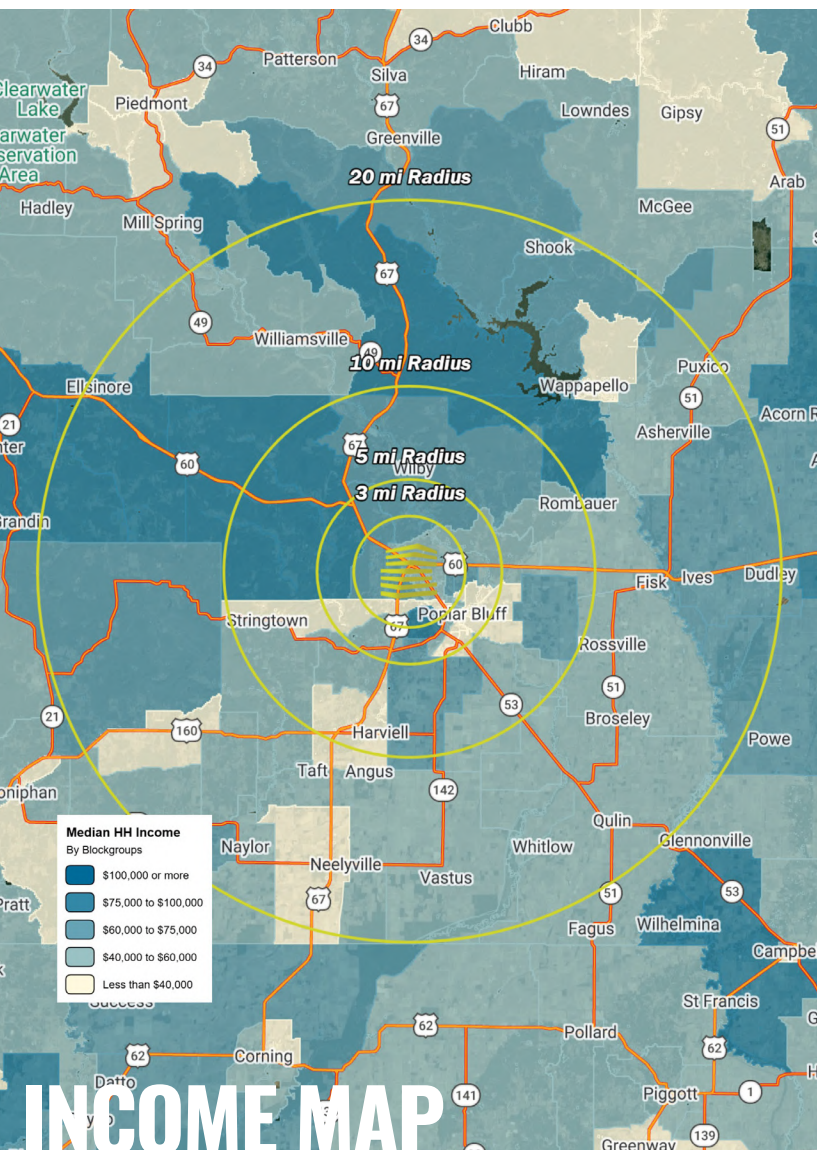 Clubb
34
34
Patterson
Silva
Hiram
Clearwater
Lake
Piedmont
67
Lowndes
Gipsy
51
Greenville
servation
Area
20 mi Radius
Arab
Hadley
McGee
Mill Spring
Shook
67
49
Williamsville
49
10 mi Radius
Puxico
Ellsinore
Wappapello
51
21
Acorn R
Asherville
67
5 mi Radius
60
Wilby
3 mi Radius
Rombauer
Grandin
60
Fisk
Ives
Dudley
Stringtown
67
Poplar Bluff
Rossville
51
21
53
Broseley
160
Harviell
Powe
Taft
Angus
oniphan
142
Qulin
Median HH Income
By Blockgroups
$100,000 or more
$75,000 to $100,000
$60,000 to $75,000
$40,000 to $60,000
Less than $40,000
Naylor
Whitlow
Glennonville
Neelyville
Vastus
67
51
53
Pratt
Fagus
Wilhelmina
Campbe
Success
St Francis
62
Pollard
62
Corning
62
Datto
141
Piggott
1
INCOME MAP
139
Greenway